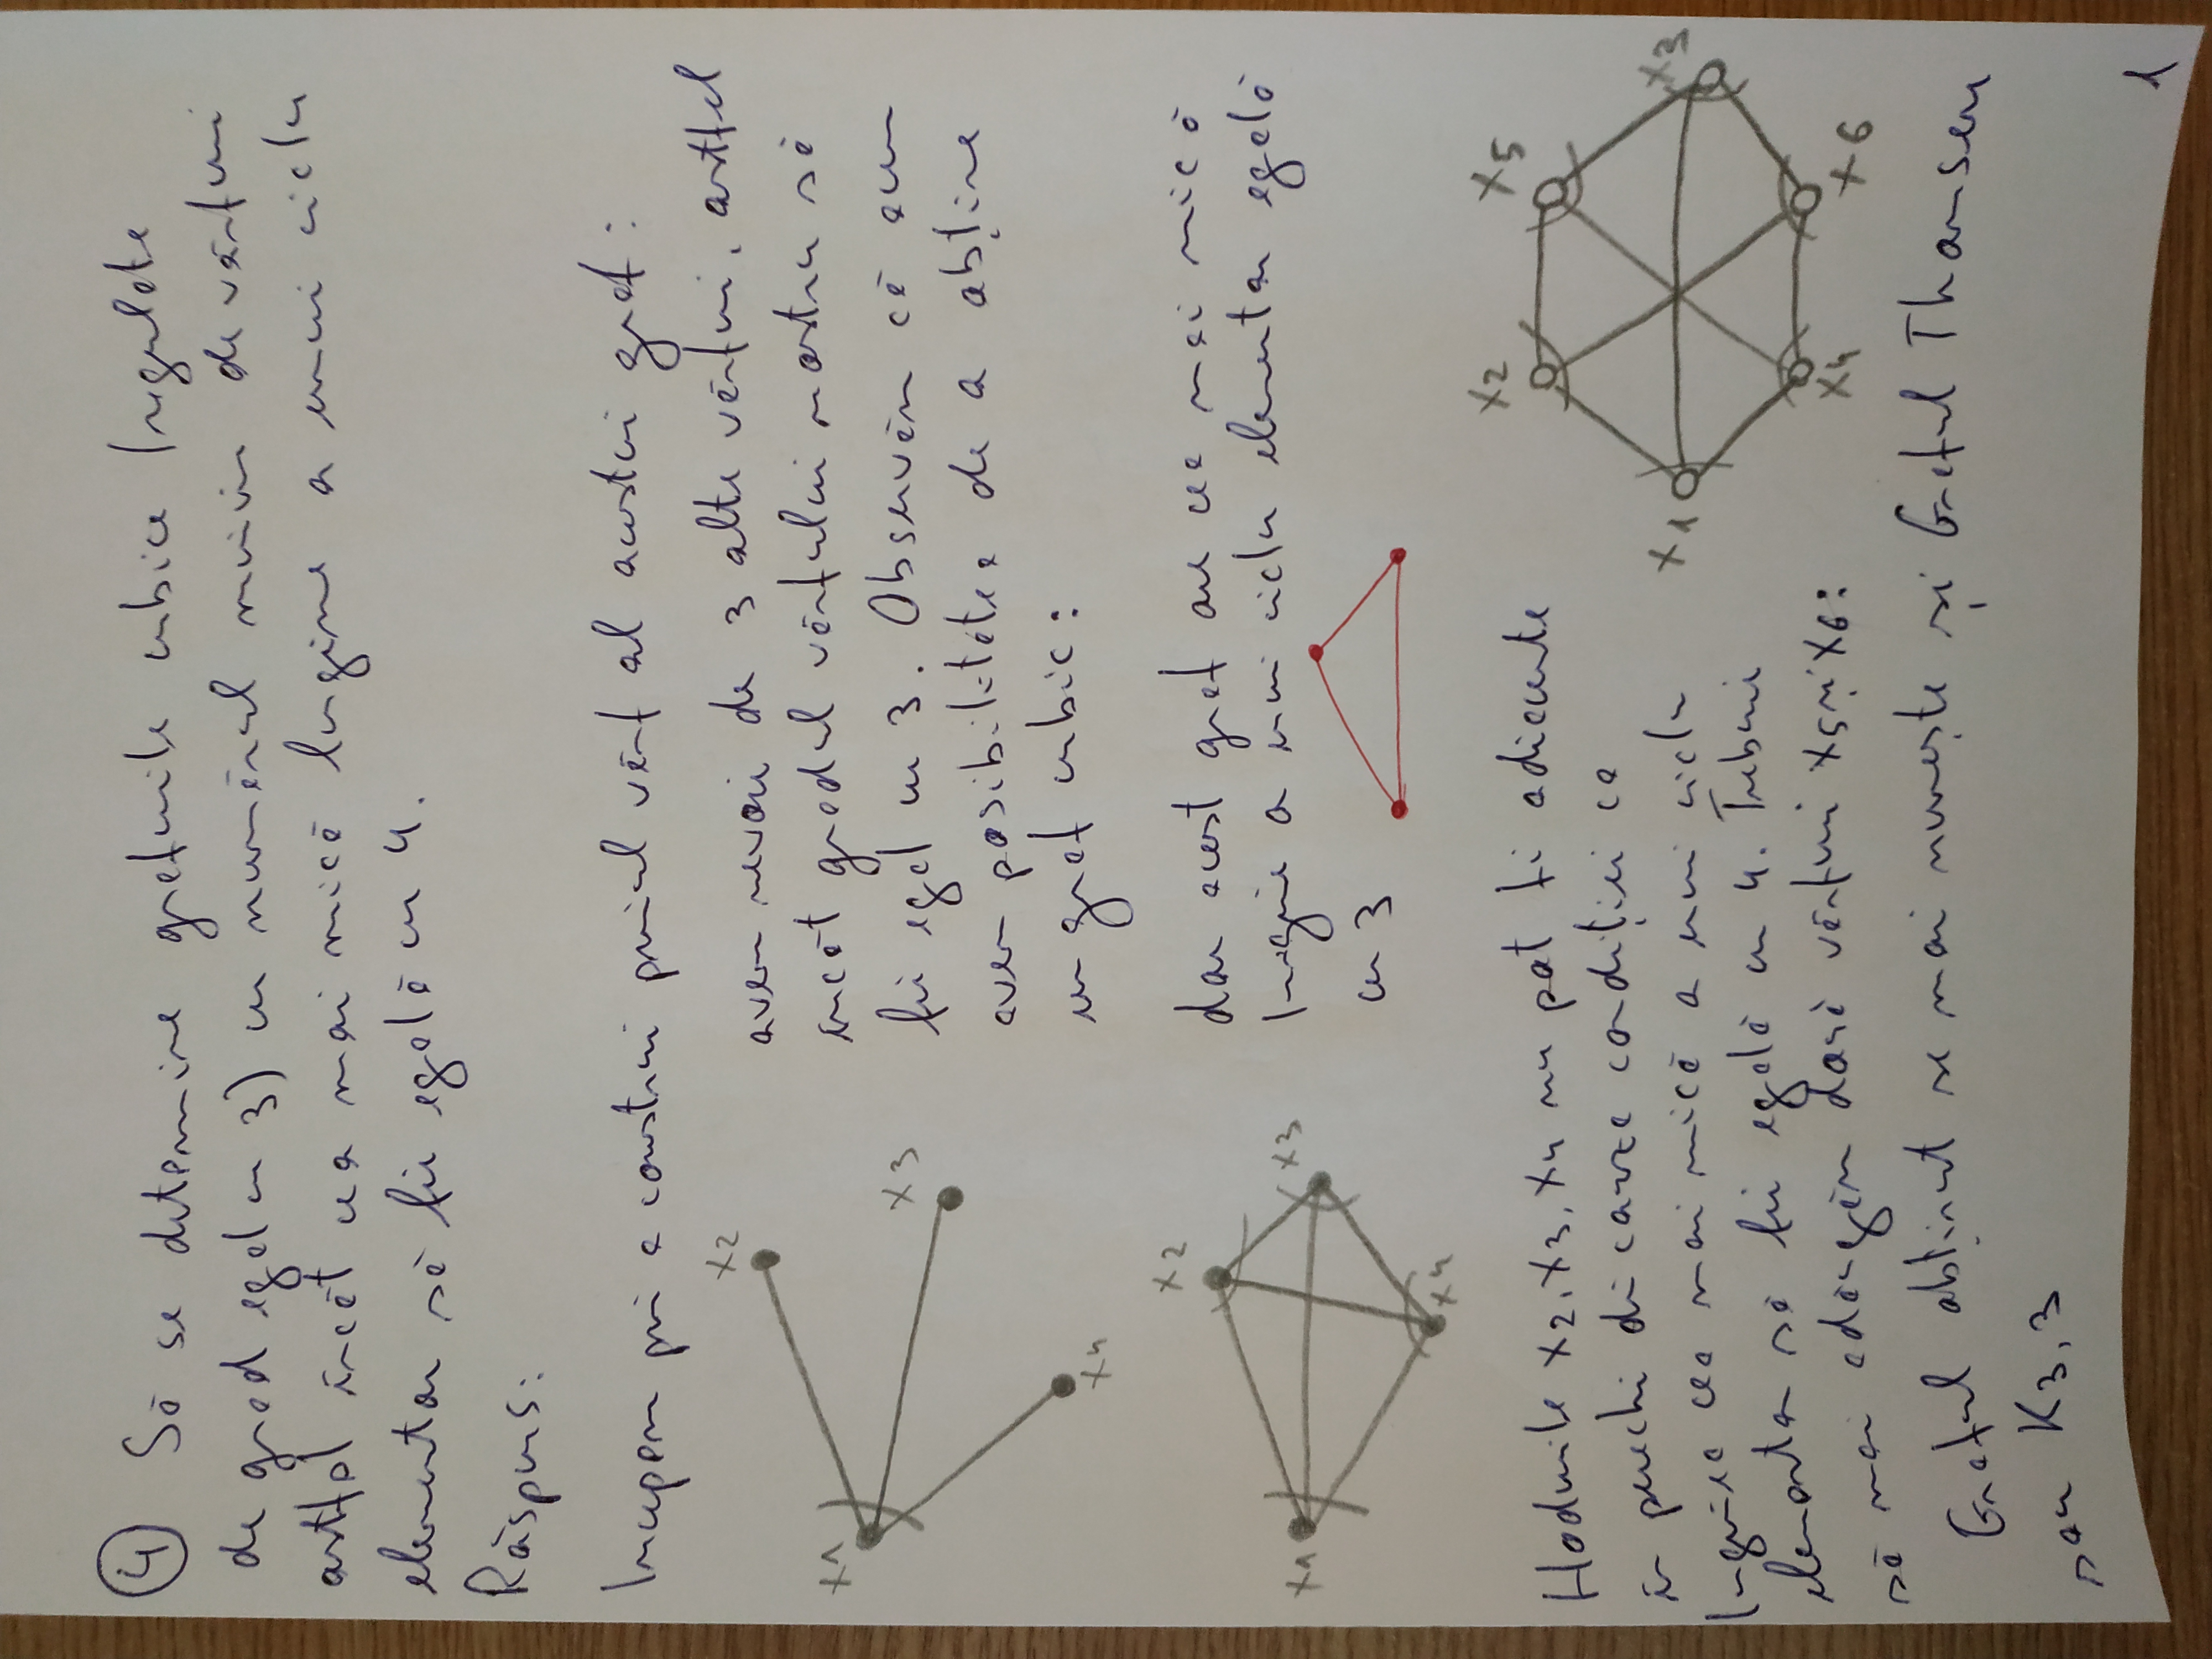 4 Să se determine grafurile cubice (regulate
de grad egal cu 3) cu numărul minim de vârfuri
astfel încât cea mai mică lungime a unui ciclu
elementar să fie egală cu 4.
Răspuns:
Incepem prin a construi primul vârf al acestui graf:
x2
x1
x3
x4
avem nevoie de 3 alte vârfuri, astfel
încât gradul vârfului nostru să
fie egal cu 3. Observăm că acum
avem posibilitatea de a obține
un graf cubic:
x2
x1
x3
x4
dar acest graf are cea mai mică
lungime a unui ciclu elementar egală
cu 3
Nodurile x2, x3, x4 nu pot fi adiacente
în perechi din cauza condiției ca
lungimea cea mai mică a unui ciclu
elementar să fie egală cu 4. Trebuie
să mai adăugăm două vârfuri x5 și x6:
x2
x5
x1
x3
x4
x6
Graful obținut se mai numește și Graful Thomsen
sau K3,3
1